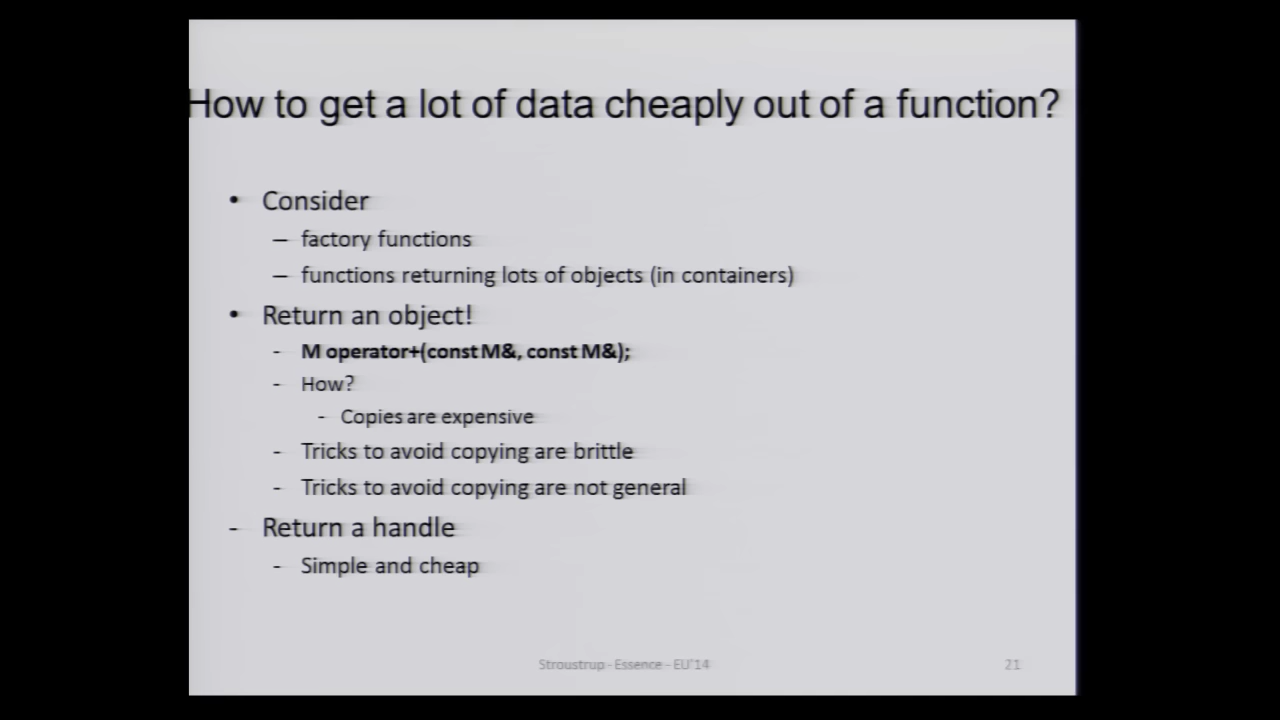 How to get a lot of data cheaply out of a function?
• Consider
– factory functions
– functions returning lots of objects (in containers)
• Return an object!
- M operator+(const M&, const M&);
- How?
- Copies are expensive
- Tricks to avoid copying are brittle
- Tricks to avoid copying are not general
- Return a handle
- Simple and cheap
Stroustrup - Essence - EU'14
21